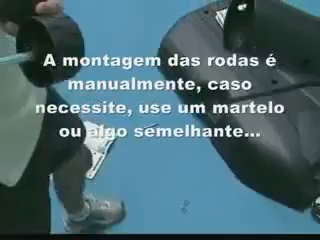 A montagem das rodas é
manualmente, caso
necessite, use um martelo
ou algo semelhante...